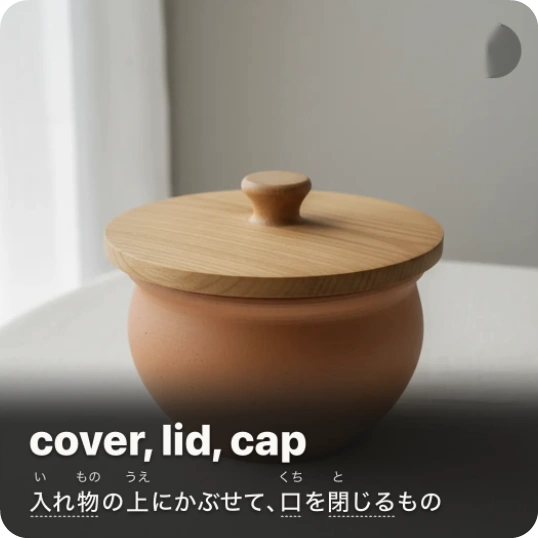 cover, lid, cap
い もの うえ くち と
入れ物の上にかぶせて、口を閉じるもの